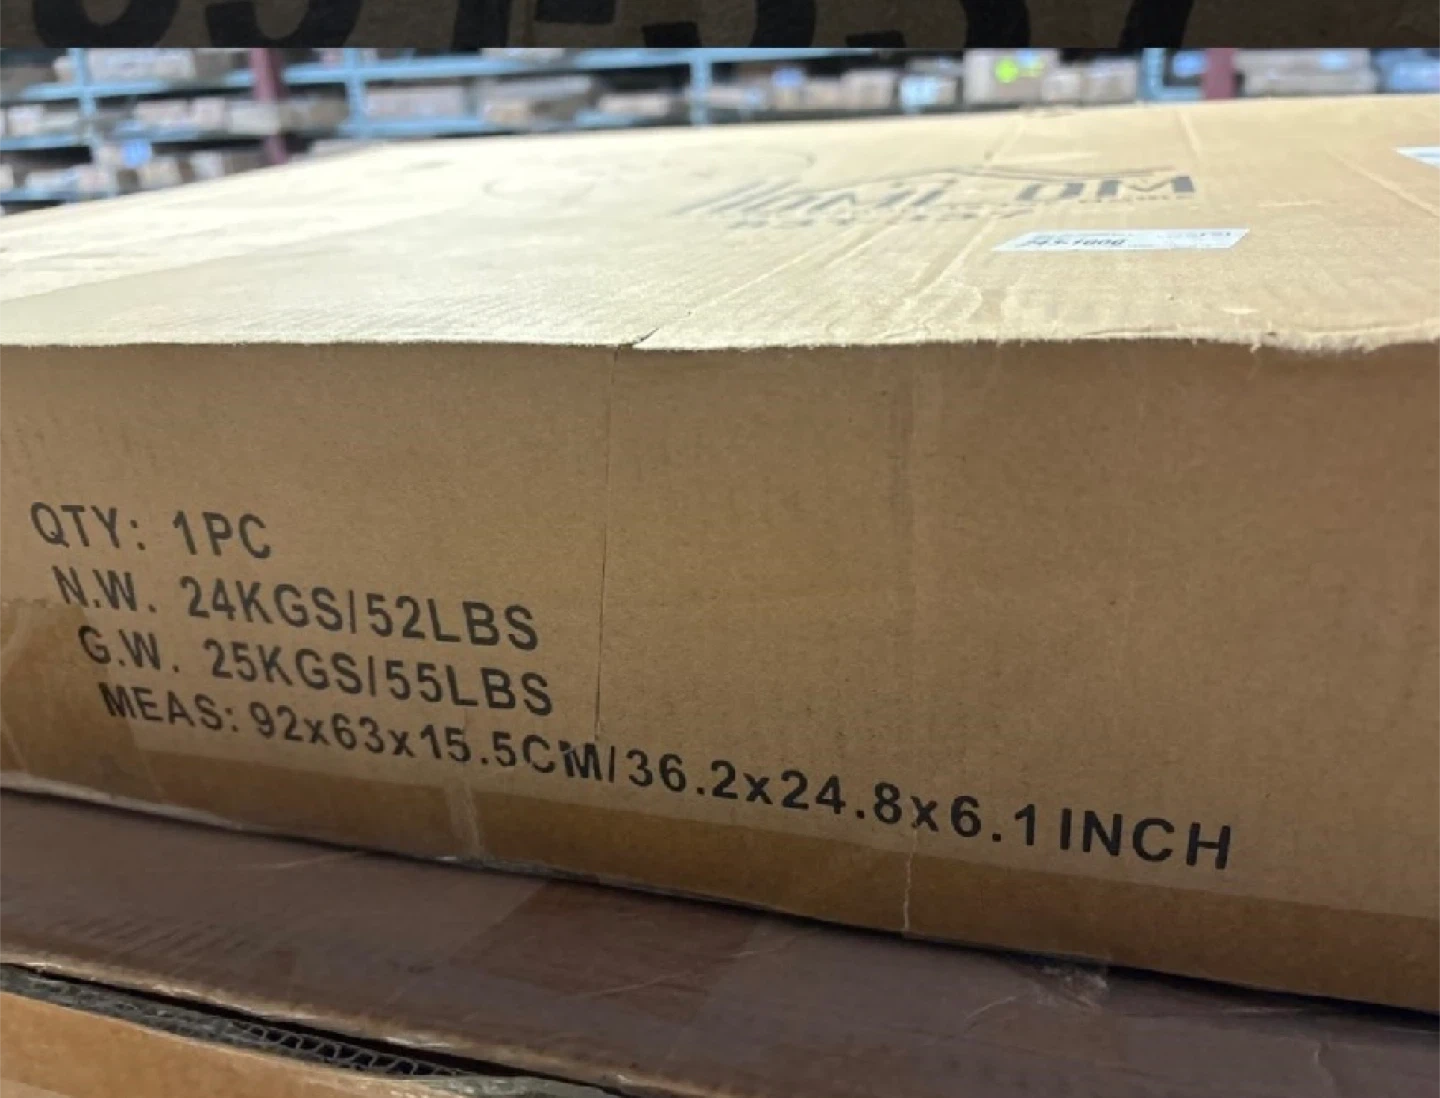 QTY: 1PC
N.W. 24KGS/52LBS
G.W. 25KGS/55LBS
MEAS: 92x63x15.5CM/36.2x24.8x6.1INCH